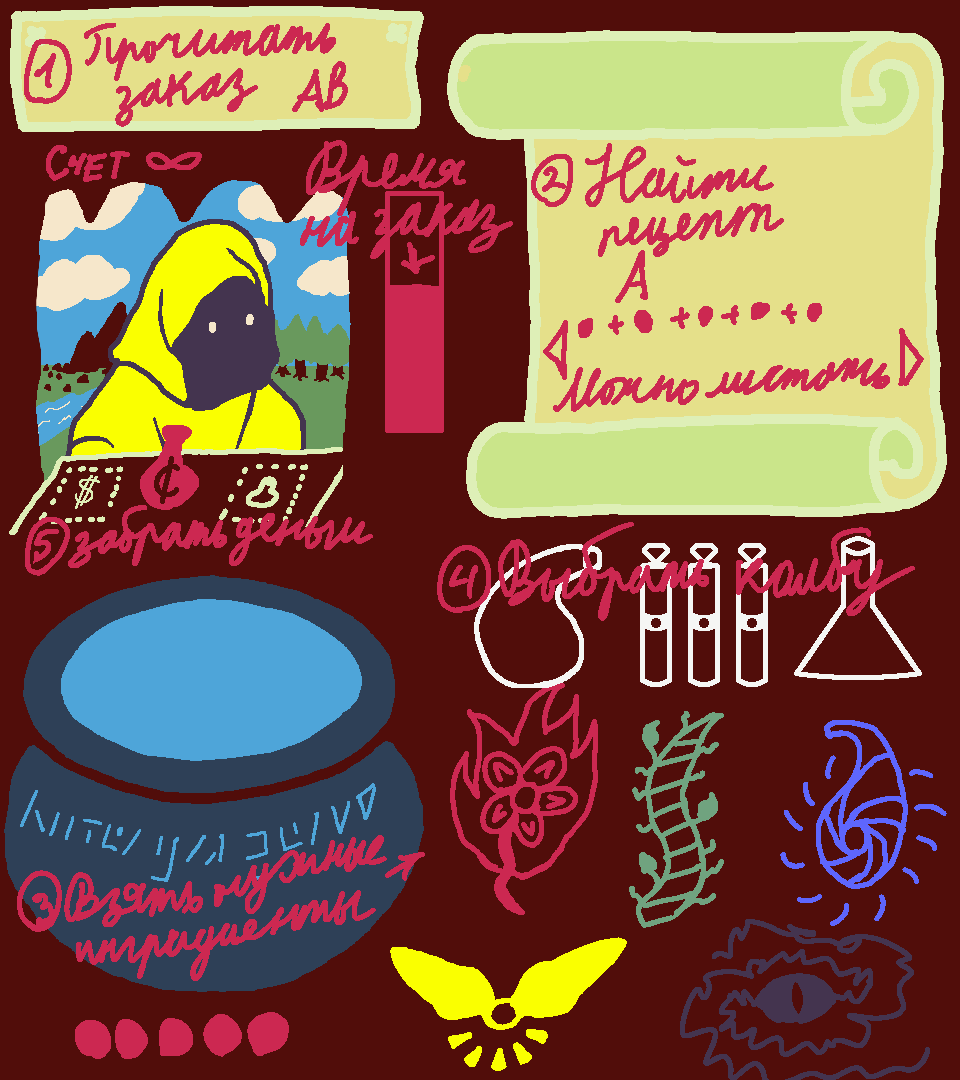 1 Прочитать
заказ АВ
Счет ∞
Время
на заказ
2 Найти
рецепт
А
• + • + • + • + •
Можно листать
$ ¢
5 забрать деньги
4 Выбрать колбу
3 Взять нужные
ингридиенты